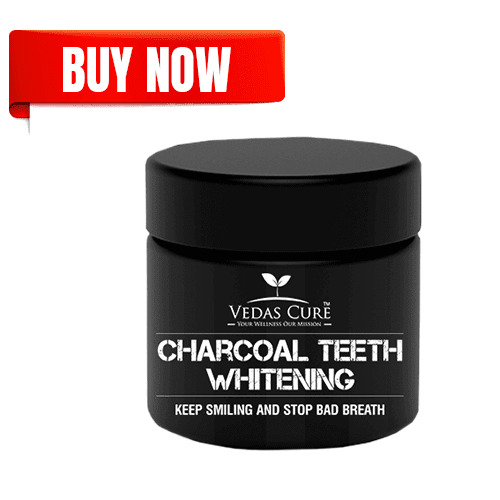 BUY NOW
VEDAS CURE™
YOUR WELLNESS OUR MISSION
CHARCOAL TEETH
WHITENING
KEEP SMILING AND STOP BAD BREATH